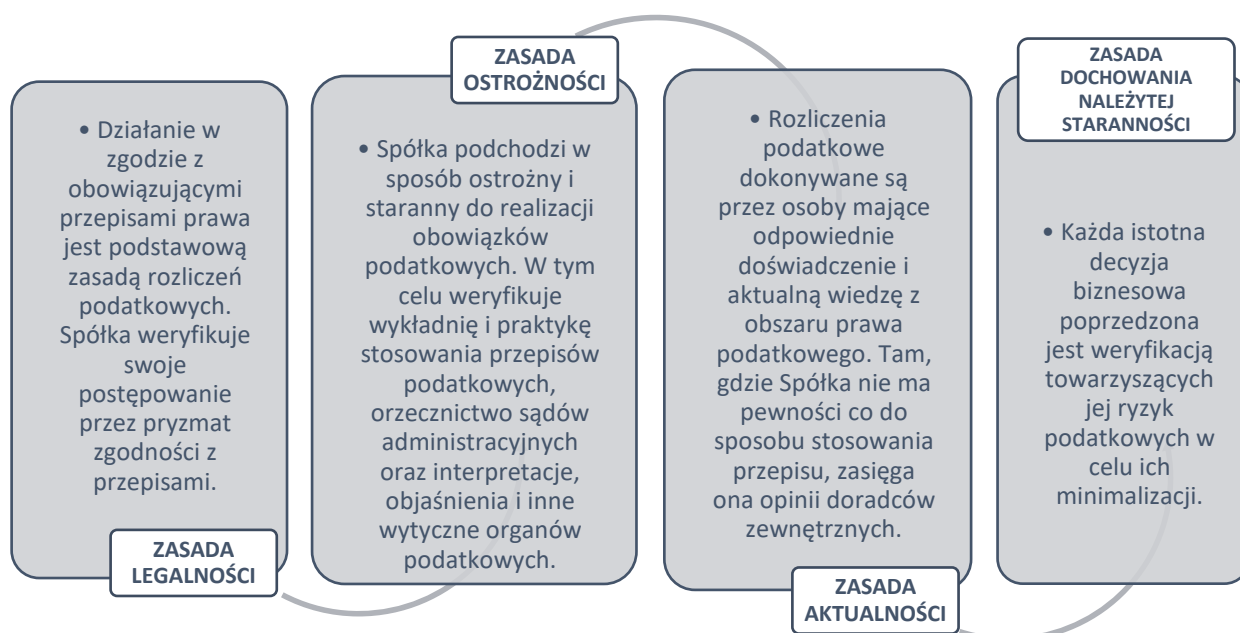 • Działanie w
zgodzie z
obowiązującymi
przepisami prawa
jest podstawową
zasadą rozliczeń
podatkowych.
Spółka weryfikuje
swoje
postępowanie
przez pryzmat
zgodności z
przepisami.
ZASADA
LEGALNOŚCI
ZASADA
OSTROŻNOŚCI
• Spółka podchodzi w
sposób ostrożny i
staranny do realizacji
obowiązków
podatkowych. W tym
celu weryfikuje
wykładnię i praktykę
stosowania przepisów
podatkowych,
orzecznictwo sądów
administracyjnych
oraz interpretacje,
objaśnienia i inne
wytyczne organów
podatkowych.
• Rozliczenia
podatkowe
dokonywane są
przez osoby mające
odpowiednie
doświadczenie i
aktualną wiedzę z
obszaru prawa
podatkowego. Tam,
gdzie Spółka nie ma
pewności co do
sposobu stosowania
przepisu, zasięga
ona opinii doradców
zewnętrznych.
ZASADA
AKTUALNOŚCI
ZASADA
DOCHOWANIA
NALEŻYTEJ
STARANNOŚCI
• Każda istotna
decyzja
biznesowa
poprzedzona
jest weryfikacją
towarzyszących
jej ryzyk
podatkowych w
celu ich
minimalizacji.